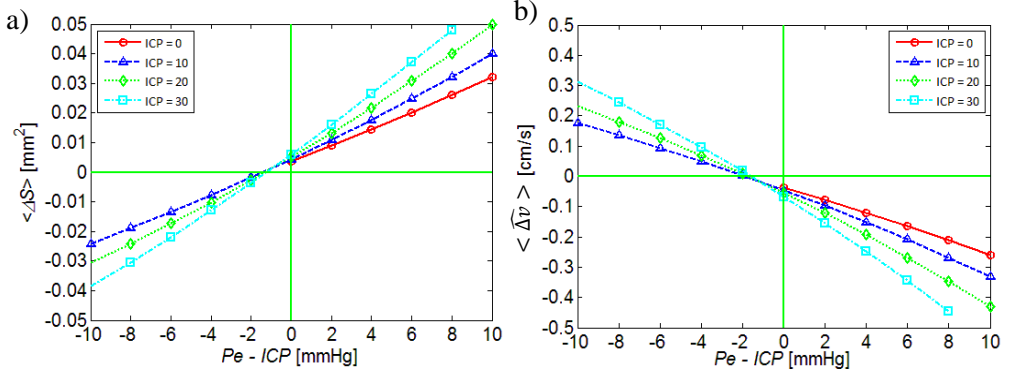 a)
ICP = 0
ICP = 10
ICP = 20
ICP = 30
0.05
0.04
0.03
0.02
0.01
0
-0.01
-0.02
-0.03
-0.04
-0.05
<△S> [mm²]
-10 -8 -6 -4 -2 0 2 4 6 8 10
Pe - ICP [mmHg]
b)
ICP = 0
ICP = 10
ICP = 20
ICP = 30
0.5
0.4
0.3
0.2
0.1
0
-0.1
-0.2
-0.3
-0.4
-0.5
< \widehat{Δv} > [cm/s]
-10 -8 -6 -4 -2 0 2 4 6 8 10
Pe - ICP [mmHg]